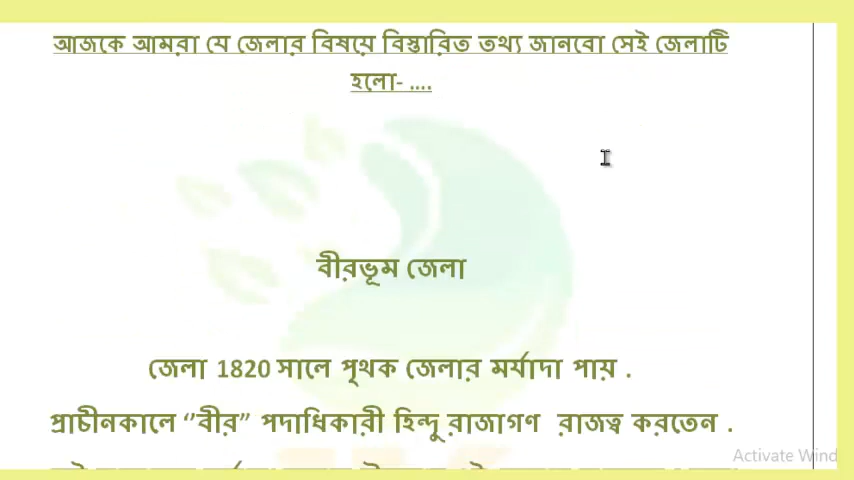 আজকে আমরা যে জেলার বিষয়ে বিস্তারিত তথ্য জানবো সেই জেলাটি
হলো- ....
বীরভূম জেলা
জেলা 1820 সালে পৃথক জেলার মর্যাদা পায় .
প্রাচীনকালে ‘’বীর’’ পদাধিকারী হিন্দু রাজাগণ রাজত্ব করতেন .
Activate Wind